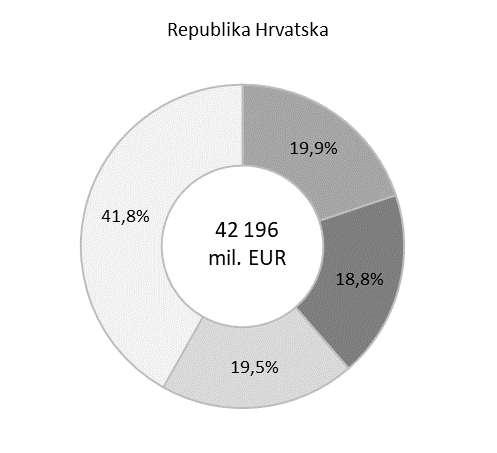 Republika Hrvatska
19,9%
41,8%
42 196
mil. EUR
18,8%
19,5%